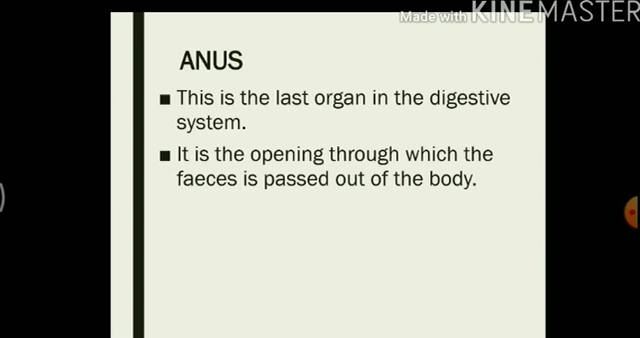 Made with KINEMASTER
ANUS
■ This is the last organ in the digestive
system.
■ It is the opening through which the
faeces is passed out of the body.